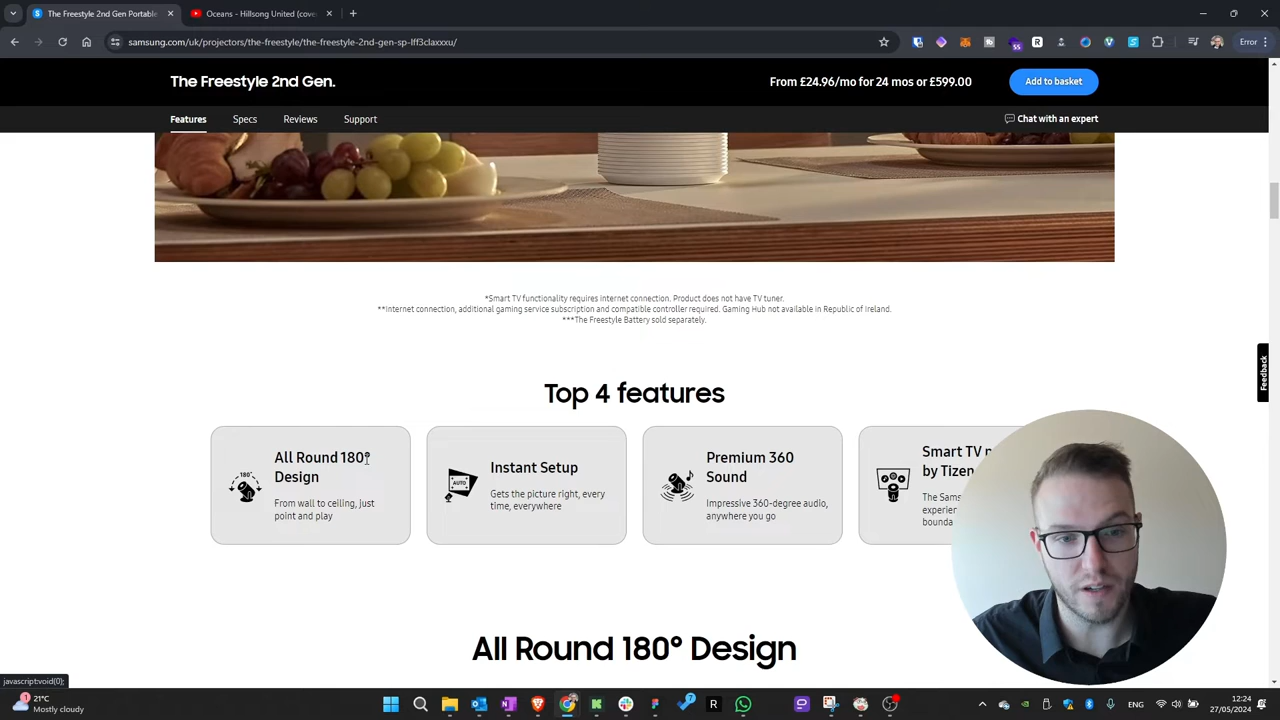 The Freestyle 2nd Gen Portable
Oceans - Hillsong United (cove
samsung.com/uk/projectors/the-freestyle/the-freestyle-2nd-gen-sp-lff3claxxxu/
Error
The Freestyle 2nd Gen.
From £24.96/mo for 24 mos or £599.00
Add to basket
Features
Specs
Reviews
Support
Chat with an expert
*Smart TV functionality requires internet connection. Product does not have TV tuner.
**Internet connection, additional gaming service subscription and compatible controller required. Gaming Hub not available in Republic of Ireland.
***The Freestyle Battery sold separately.
Feedback
Top 4 features
All Round 180°
Design
From wall to ceiling, just
point and play
Instant Setup
Gets the picture right, every
time, everywhere
Premium 360
Sound
Impressive 360-degree audio,
anywhere you go
Smart TV
by Tizen
The Sams
experien
bounda
180°
AUTO
All Round 180° Design
javascript:void(0);
21°C
Mostly cloudy
ENG
12:24
27/05/2024